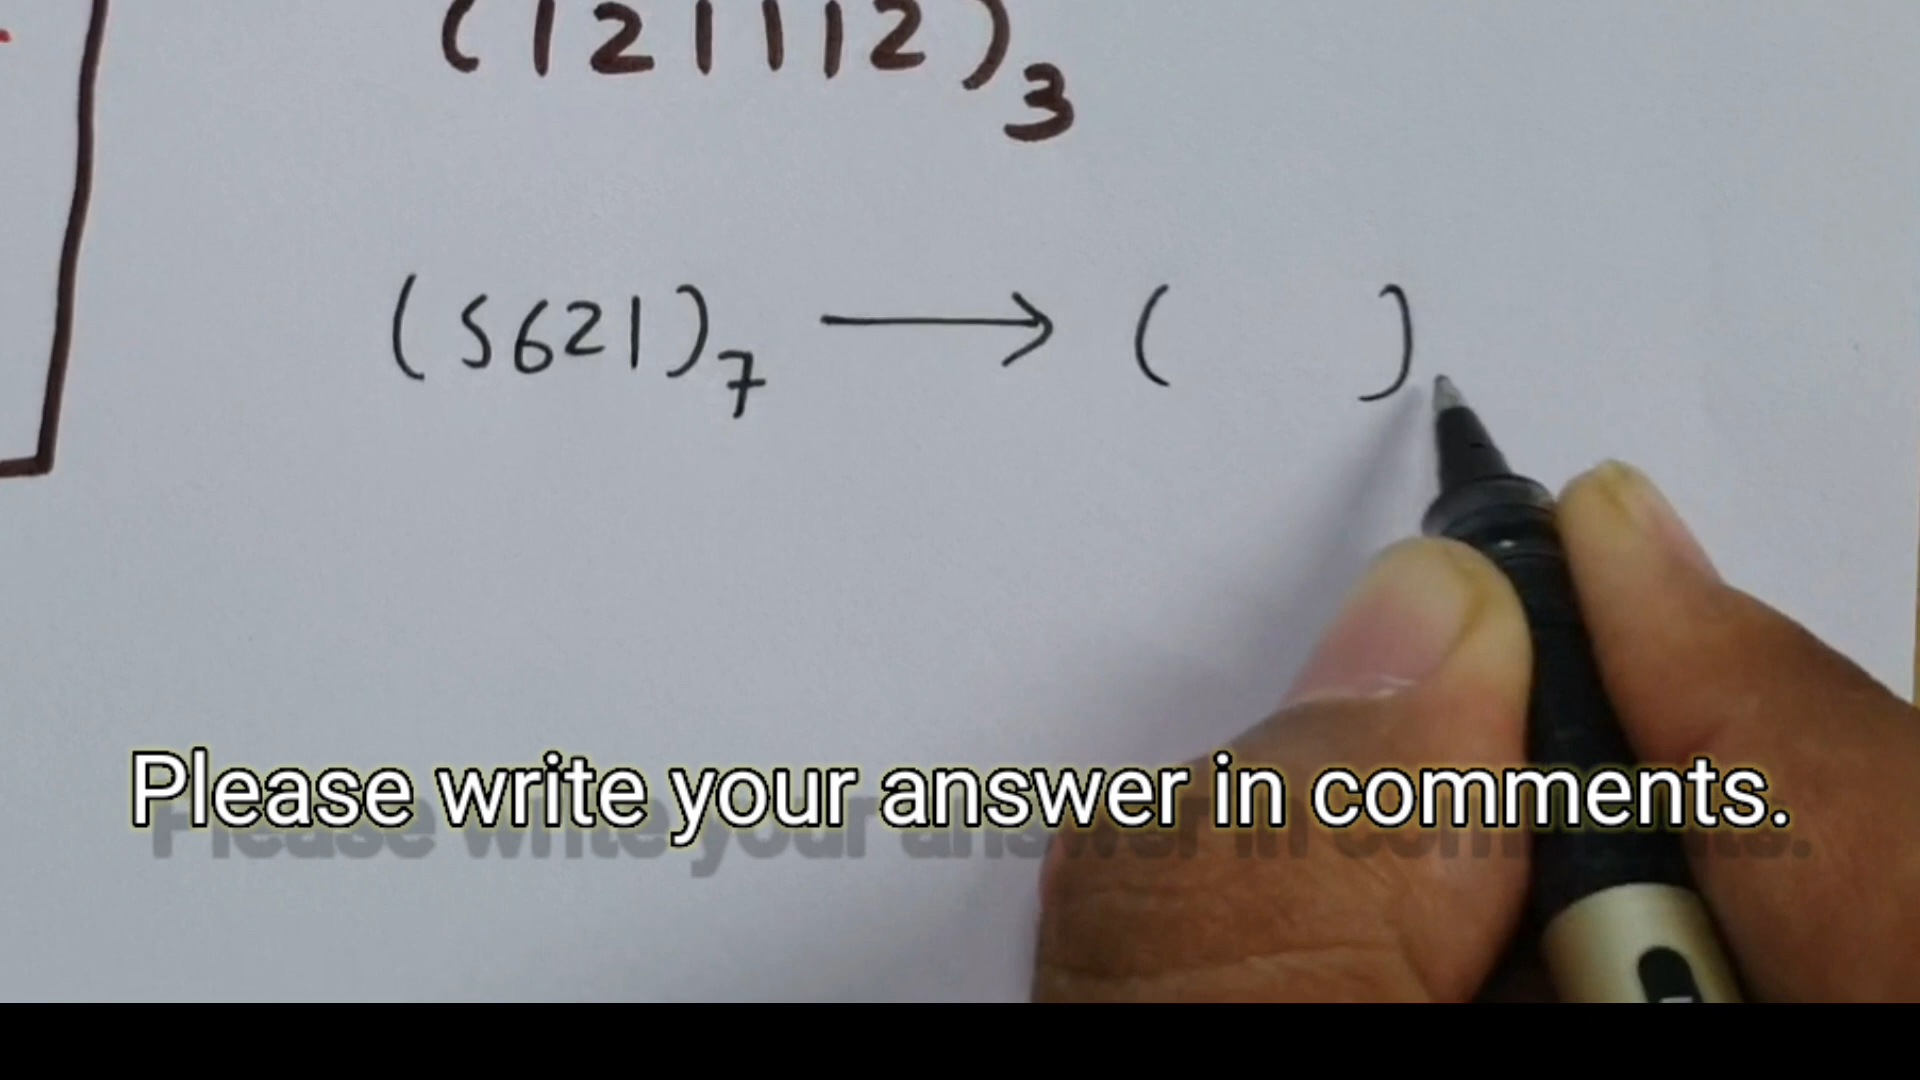 (121112)3
(5621)7 → ( )
Please write your answer in comments.